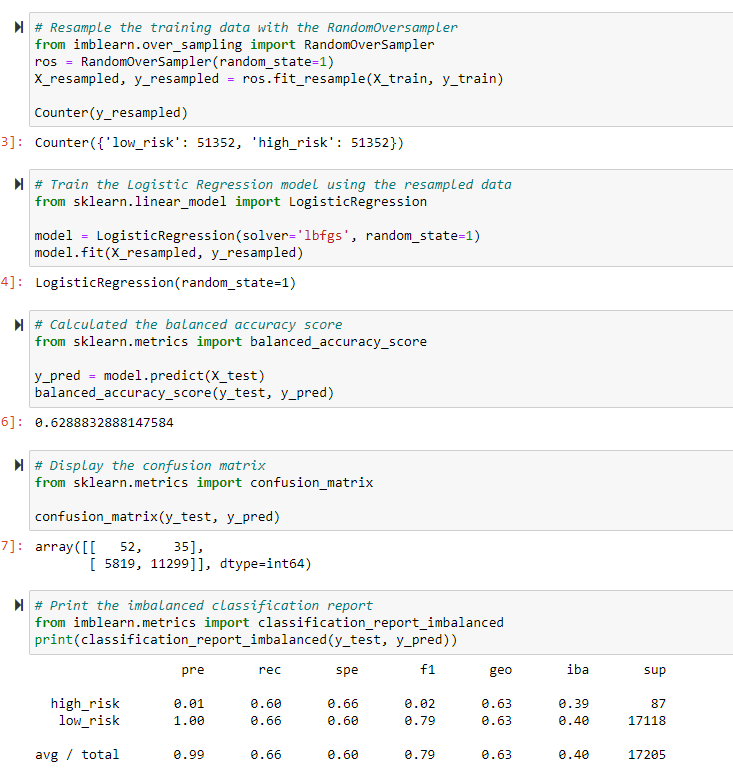 # Resample the training data with the RandomOversampler
from imblearn.over_sampling import RandomOverSampler
ros = RandomOverSampler(random_state=1)
X_resampled, y_resampled = ros.fit_resample(X_train, y_train)
Counter(y_resampled)
3]: Counter({'low_risk': 51352, 'high_risk': 51352})
# Train the Logistic Regression model using the resampled data
from sklearn.linear_model import LogisticRegression
model = LogisticRegression(solver='lbfgs', random_state=1)
model.fit(X_resampled, y_resampled)
4]: LogisticRegression(random_state=1)
# Calculated the balanced accuracy score
from sklearn.metrics import balanced_accuracy_score
y_pred = model.predict(X_test)
balanced_accuracy_score(y_test, y_pred)
6]: 0.6288832888147584
# Display the confusion matrix
from sklearn.metrics import confusion_matrix
confusion_matrix(y_test, y_pred)
7]: array([[   52,    35],
       [ 5819, 11299]], dtype=int64)
# Print the imbalanced classification report
from imblearn.metrics import classification_report_imbalanced
print(classification_report_imbalanced(y_test, y_pred))
pre rec spe f1 geo iba sup
high_risk 0.01 0.60 0.66 0.02 0.63 0.39 87
low_risk 1.00 0.66 0.60 0.79 0.63 0.40 17118
avg / total 0.99 0.66 0.60 0.79 0.63 0.40 17205